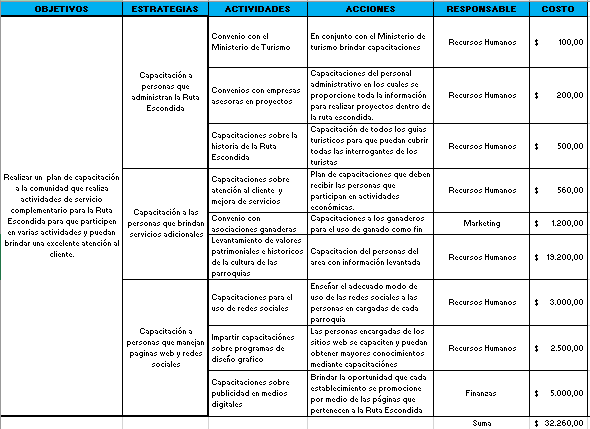 OBJETIVOS ESTRATEGIAS ACTIVIDADES ACCIONES RESPONSABLE COSTO
Realizar un plan de capacitación
a la comunidad que realiza
actividades de servicio
complementario para la Ruta
Escondida para que participen
en varias actividades y puedan
brindar una excelente atención al
cliente.
Capacitación a
personas que
administran la Ruta
Escondida
Convenio con el
Ministerio de Turismo
En conjunto con el Ministerio de
turismo brindar capacitaciones
Recursos Humanos
$ 100,00
Convenios con empresas
asesoras en proyectos
Capacitaciones del personal
administrativo en los cuales se
proporcione toda la información
para realizar proyectos dentro de
la ruta escondida.
Recursos Humanos
$ 200,00
Capacitaciones sobre la
historia de la Ruta
Escondida
Capacitación de todos los guias
turisticos para que puedan cubrir
todas las interrogantes de los
turistas
Recursos Humanos
$ 500,00
Capacitación a las
personas que brindan
servicios adicionales
Capacitaciones sobre
atención al cliente y
mejora de servicios
Plan de capacitaciones que deben
recibir las personas que
participan en actividades
económicas.
Recursos Humanos
$ 560,00
Convenio con
asociaciones ganaderas
Capacitaciones a los ganaderos
para el uso de ganado como fin
Marketing
$ 1.200,00
Levantamiento de valores
patrimoniales e historicos
de la cultura de las
parroquias
Capacitacion del personas del
area con información levantada
Recursos Humanos
$ 19.200,00
Capacitación a
personas que manejan
paginas web y redes
sociales
Capacitaciones para el
uso de redes sociales
Enseñar el adecuado modo de
uso de las redes sociales a las
personas en cargadas de cada
parroquia
Recursos Humanos
$ 3.000,00
Impartir capacitaciónes
sobre programas de
diseño grafico
Las personas encargadas de los
sitios web se capaciten y puedan
obtener mayores conocimientos
mediante capacitaciónes
Recursos Humanos
$ 2.500,00
Capacitaciones sobre
publicidad en medios
digitales
Brindar la oportunidad que cada
establecimiento se promocione
por medio de las páginas que
pertenecen a la Ruta Escondida
Finanzas
$ 5.000,00
Suma
$ 32.260,00